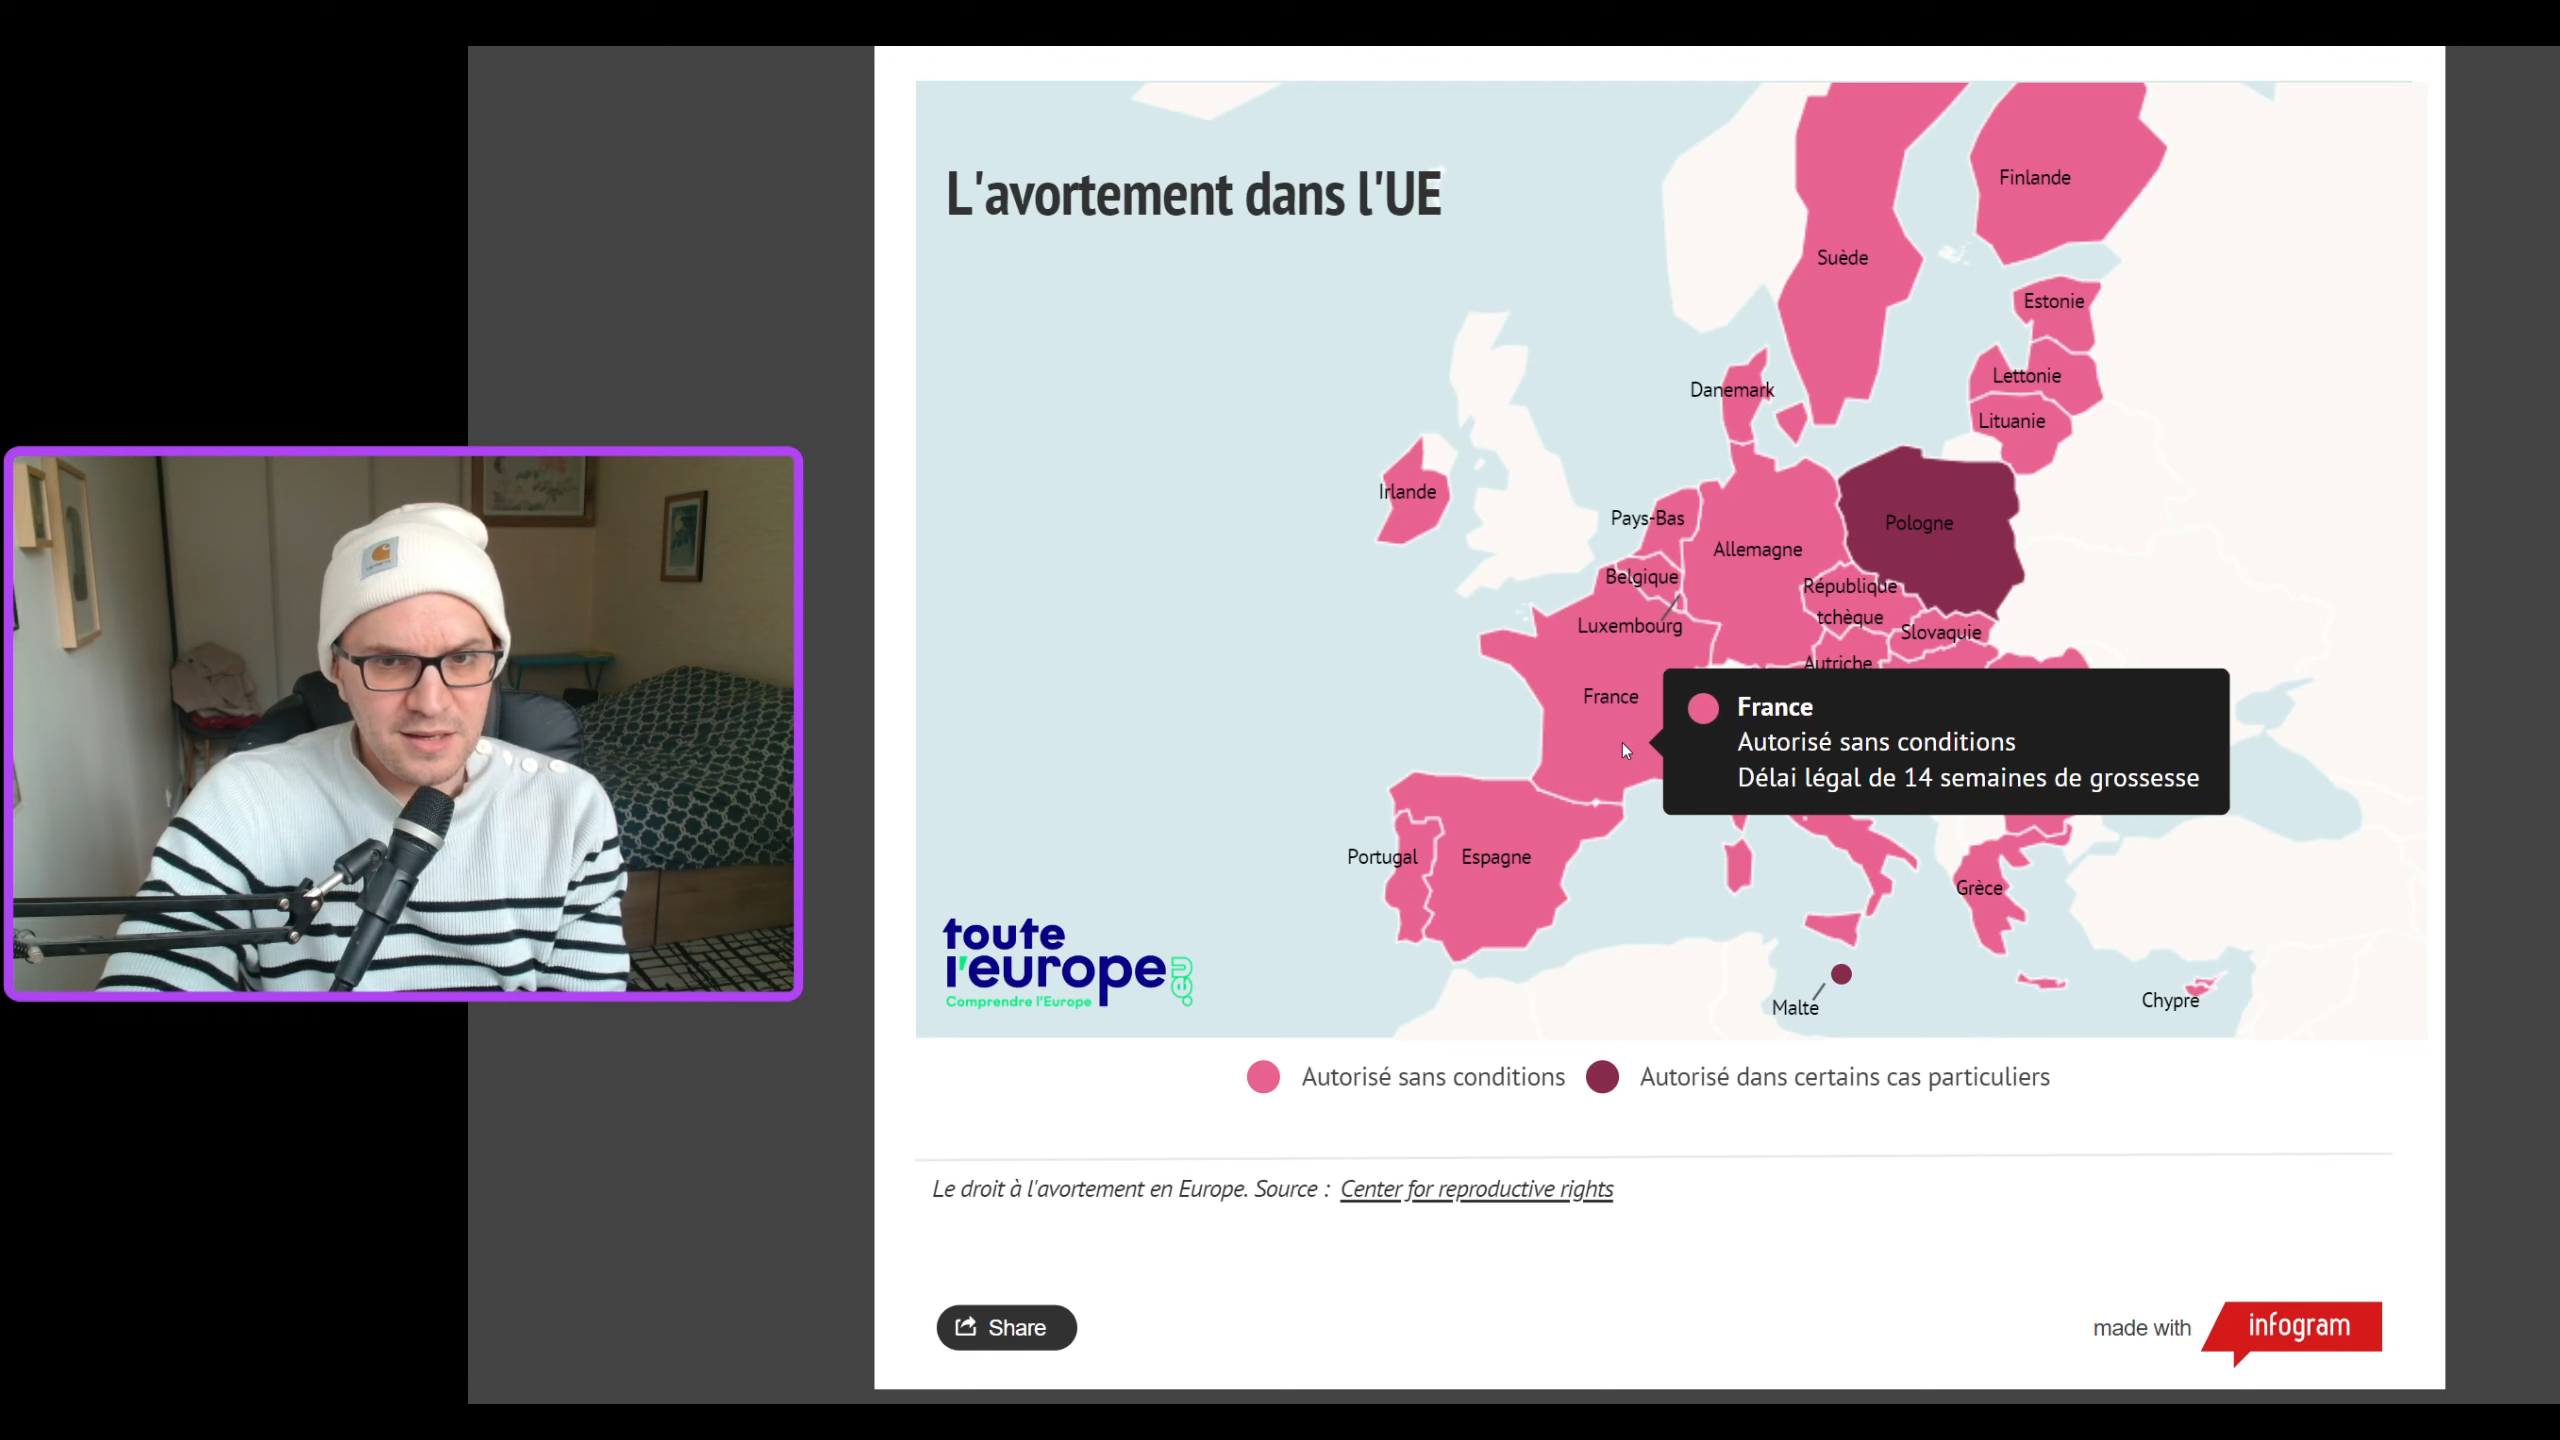 L'avortement dans l'UE
Finlande
Suède
Estonie
Lettonie
Danemark
Lituanie
Irlande
Pays-Bas
Pologne
Allemagne
Belgique
République
tchèque
Luxembourg
Slovaquie
Autriche
France
France
Autorisé sans conditions
Délai légal de 14 semaines de grossesse
Portugal
Espagne
Grèce
Malte
Chypre
toute
l'europe
.eu
Comprendre l'Europe
Autorisé sans conditions
Autorisé dans certains cas particuliers
Le droit à l'avortement en Europe. Source : Center for reproductive rights
Share
made with
infogram